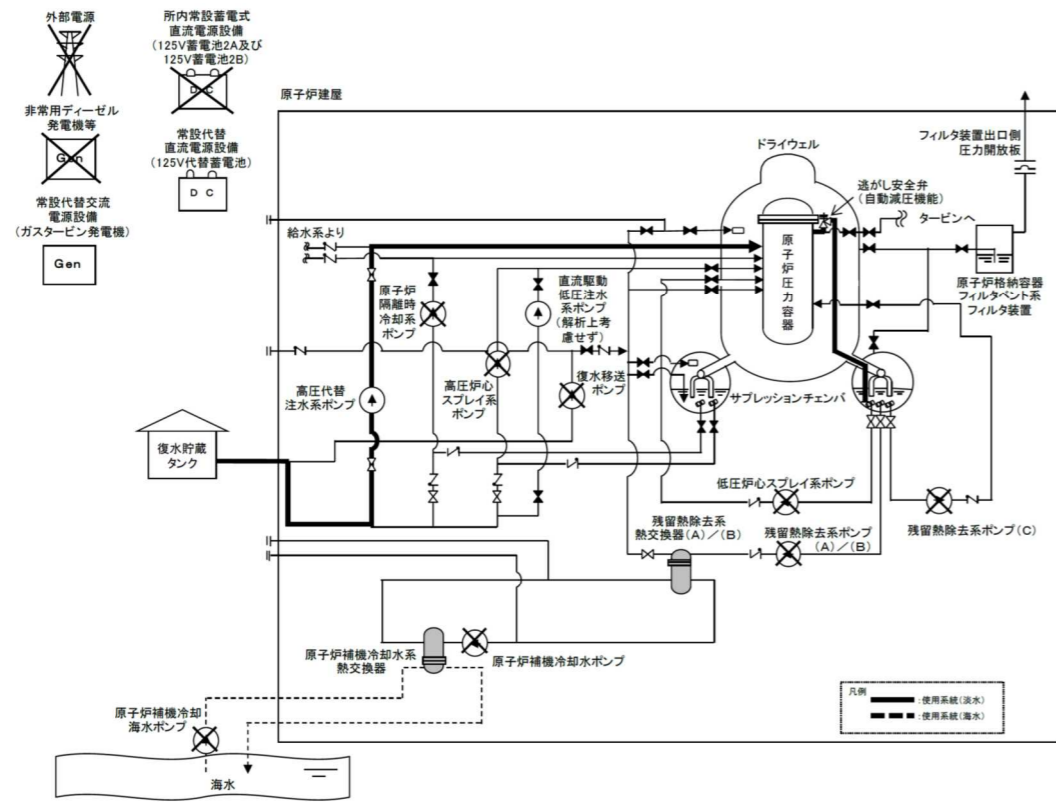 外部電源
所内常設蓄電式
直流電源設備
(125V蓄電池2A及び
125V蓄電池2B)
DC
非常用ディーゼル
発電機等
Gen
常設代替
直流電源設備
(125V代替蓄電池)
DC
常設代替交流
電源設備
(ガスタービン発電機)
Gen
原子炉建屋
ドライウェル
フィルタ装置出口側
圧力開放板
逃がし安全弁
(自動減圧機能)
タービンへ
給水系より
原子炉圧力容器
原子炉格納容器
フィルタベント系
フィルタ装置
原子炉
隔離時
冷却系
ポンプ
直流駆動
低圧注水
系ポンプ
(解析上考
慮せず)
高圧代替
注水系ポンプ
高圧炉心
スプレイ系
ポンプ
復水移送
ポンプ
サプレッションチェンバ
復水貯蔵
タンク
低圧炉心スプレイ系ポンプ
残留熱除去系
熱交換器(A)/(B)
残留熱除去系ポンプ
(A)/(B)
残留熱除去系ポンプ(C)
原子炉補機冷却水系
熱交換器
原子炉補機冷却水ポンプ
原子炉補機冷却
海水ポンプ
海水
凡例
:使用系統(淡水)
:使用系統(海水)